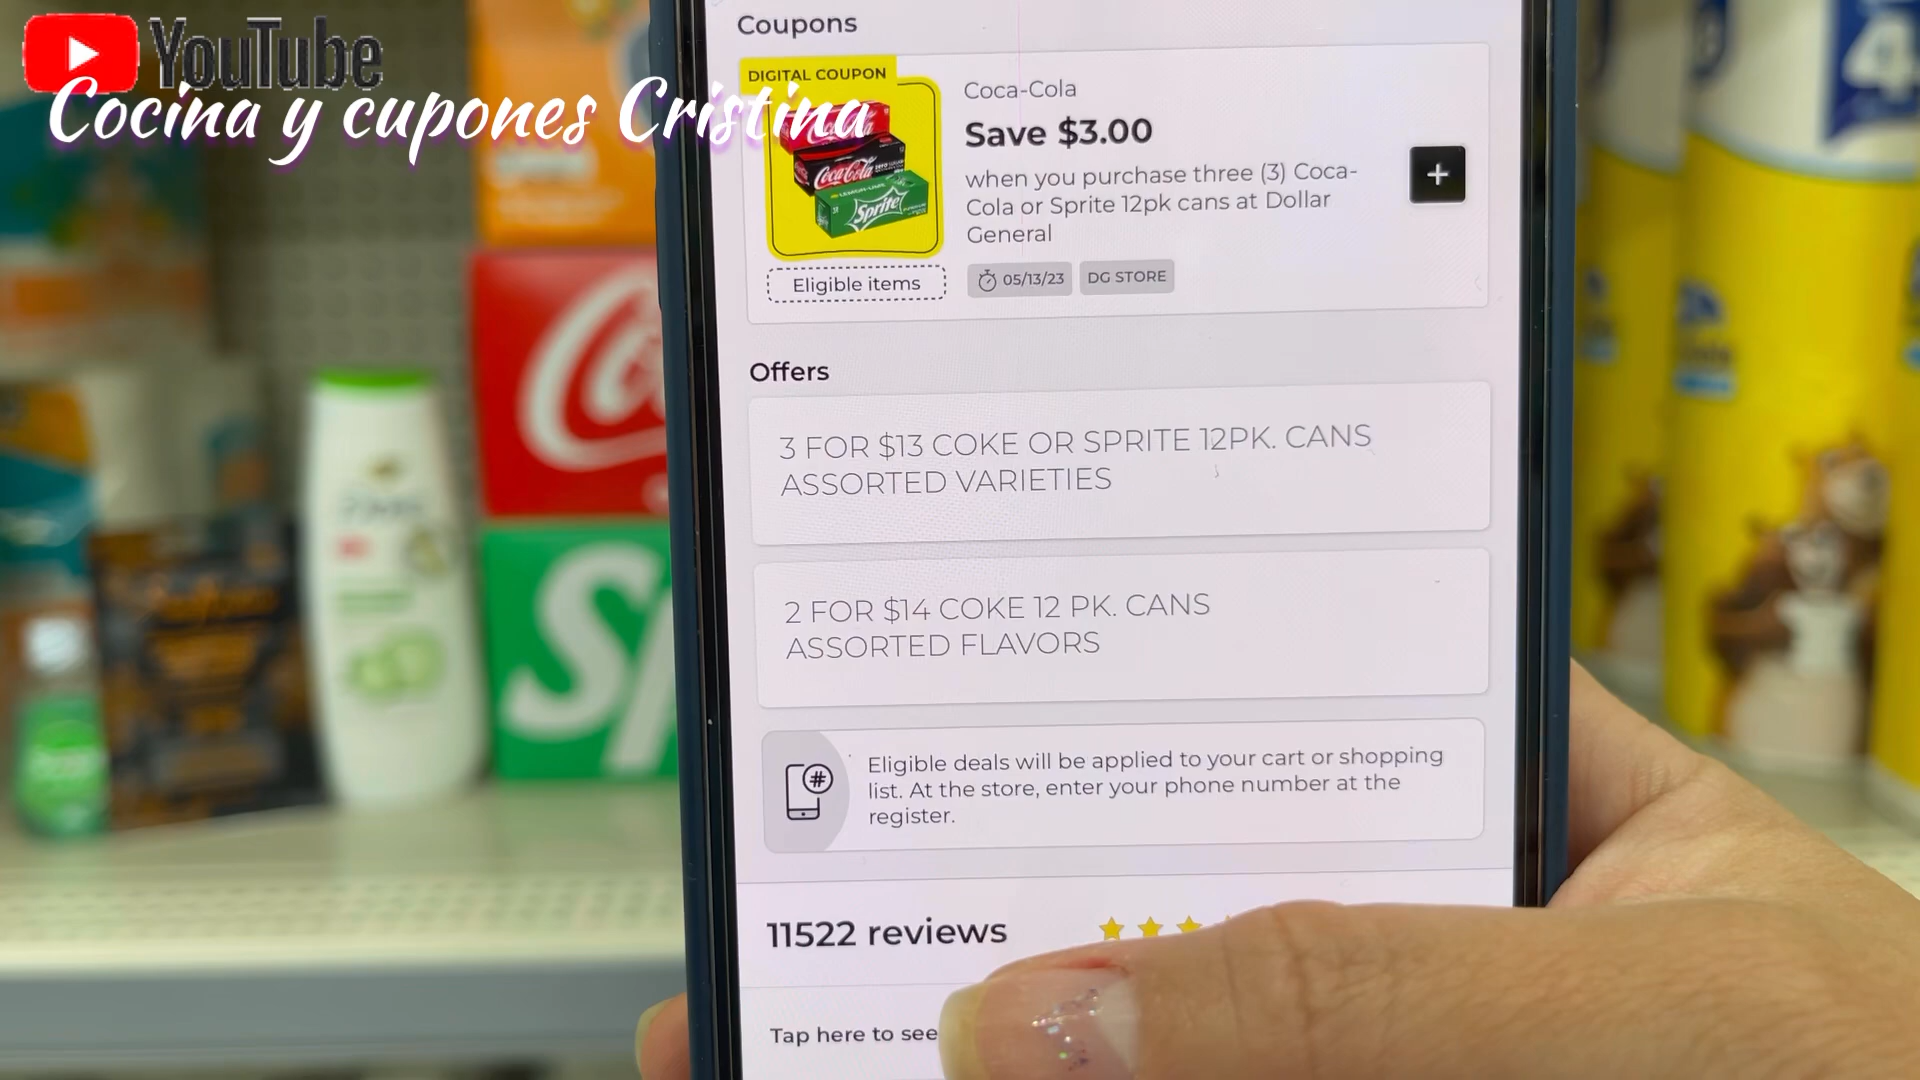 YouTube
Cocina y cupones Cristina
Coupons
DIGITAL COUPON
Coca-Cola
Save $3.00
when you purchase three (3) Coca-
Cola or Sprite 12pk cans at Dollar
General
+
Eligible items
05/13/23
DG STORE
Coca-Cola
Sprite
Offers
3 FOR $13 COKE OR SPRITE 12PK. CANS
ASSORTED VARIETIES
2 FOR $14 COKE 12 PK. CANS
ASSORTED FLAVORS
#
Eligible deals will be applied to your cart or shopping
list. At the store, enter your phone number at the
register.
11522 reviews
Tap here to see
4